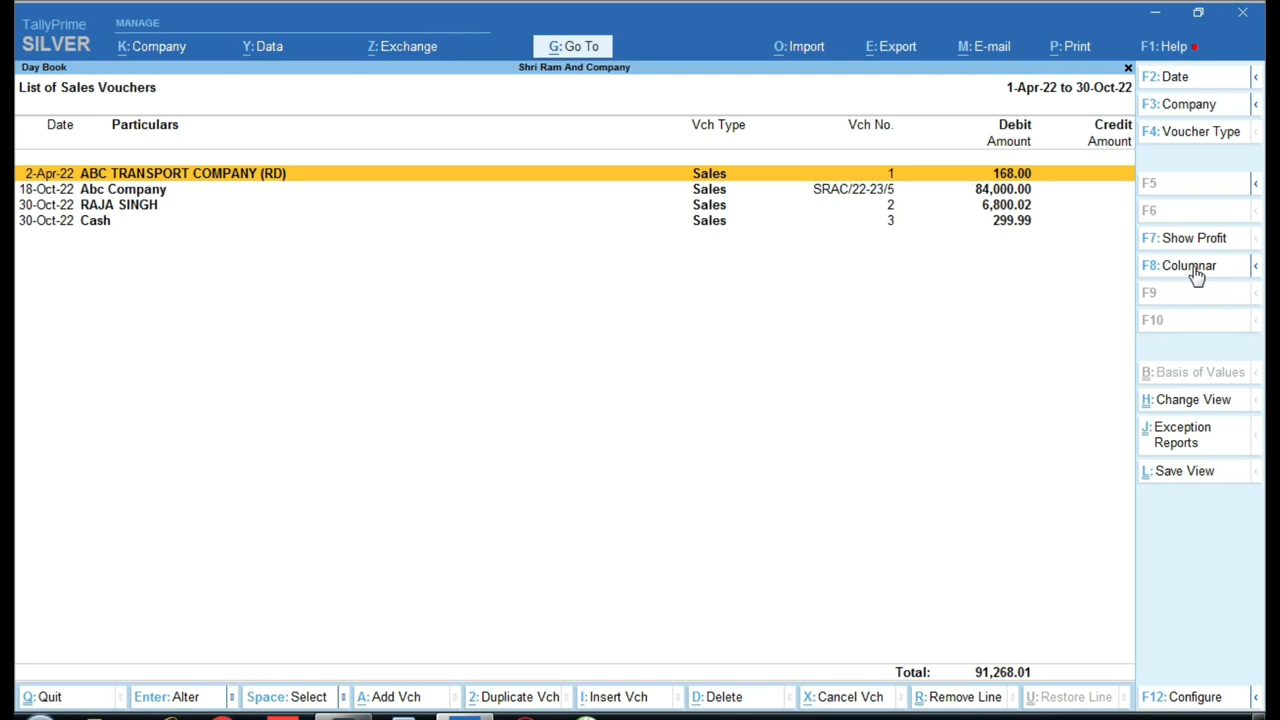 TallyPrime
SILVER
MANAGE
K: Company Y: Data Z: Exchange G: Go To O: Import E: Export M: E-mail P: Print F1: Help
Day Book Shri Ram And Company
List of Sales Vouchers 1-Apr-22 to 30-Oct-22
Date Particulars Vch Type Vch No. Debit Credit
Amount Amount
2-Apr-22 ABC TRANSPORT COMPANY (RD) Sales 1 168.00
18-Oct-22 Abc Company Sales SRAC/22-23/5 84,000.00
30-Oct-22 RAJA SINGH Sales 2 6,800.02
30-Oct-22 Cash Sales 3 299.99
Total: 91,268.01
F2: Date
F3: Company
F4: Voucher Type
F5
F6
F7: Show Profit
F8: Columnar
F9
F10
B: Basis of Values
H: Change View
J: Exception
Reports
L: Save View
Q: Quit Enter: Alter Space: Select A: Add Vch 2: Duplicate Vch I: Insert Vch D: Delete X: Cancel Vch R: Remove Line U: Restore Line F12: Configure